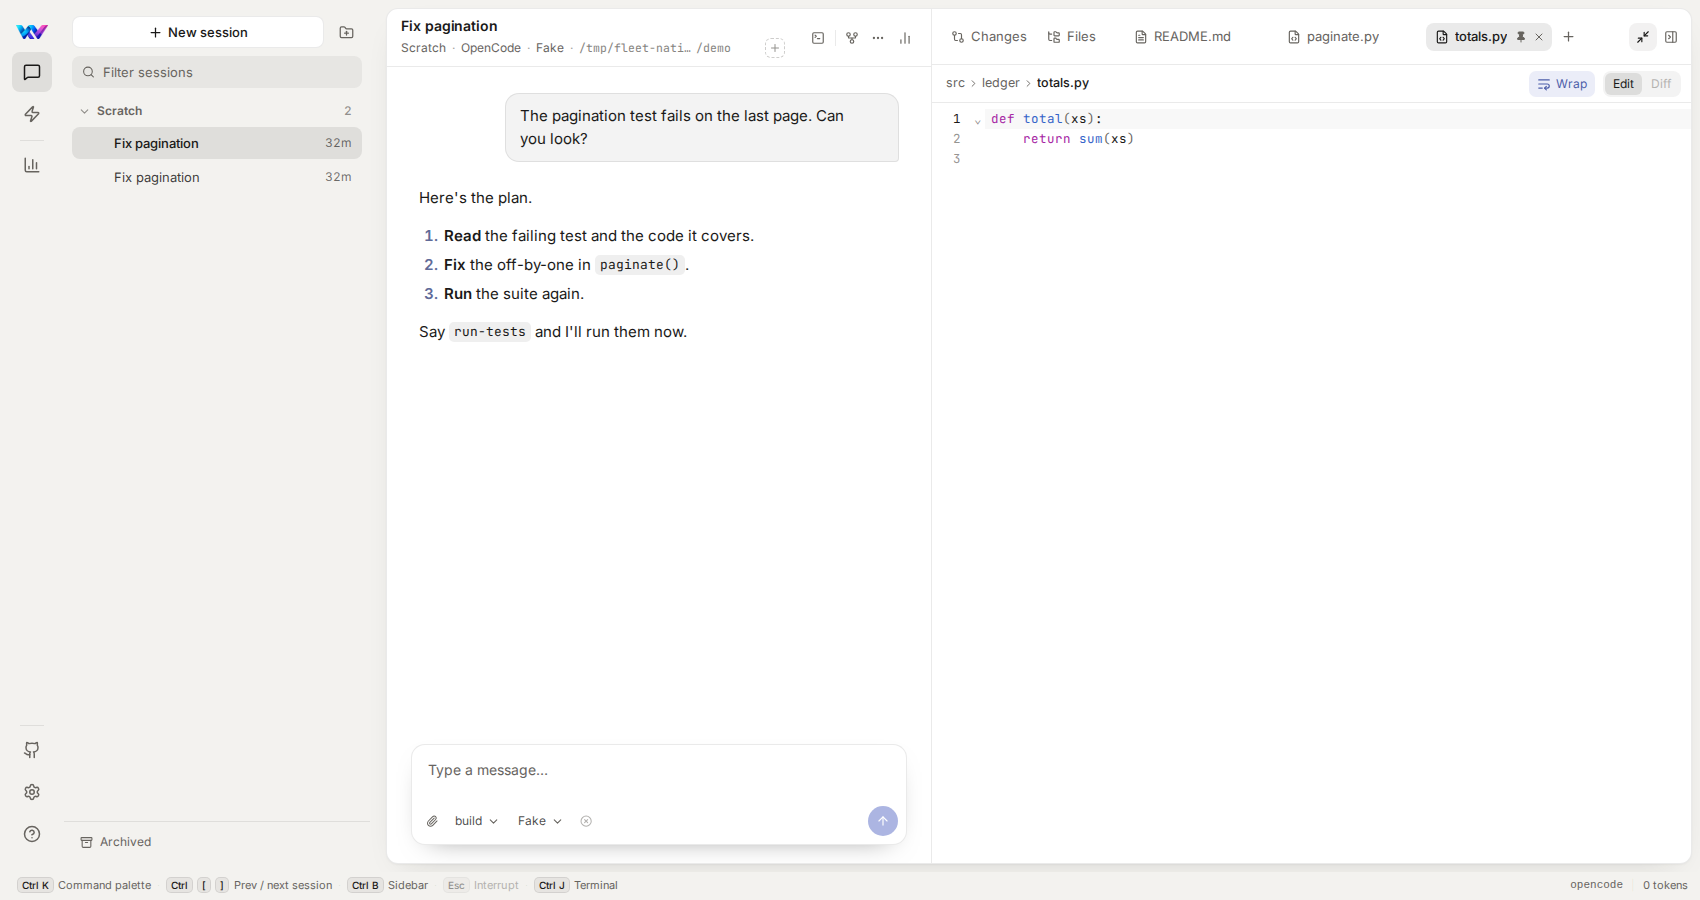 New session
Filter sessions
Scratch 2
Fix pagination 32m
Fix pagination 32m
Archived
Fix pagination
Scratch · OpenCode · Fake · /tmp/fleet-nati… /demo
The pagination test fails on the last page. Can
you look?
Here's the plan.
1. Read the failing test and the code it covers.
2. Fix the off-by-one in paginate().
3. Run the suite again.
Say run-tests and I'll run them now.
Type a message...
build Fake
Changes Files README.md paginate.py totals.py
src › ledger › totals.py Wrap Edit Diff
1 def total(xs):
2 return sum(xs)
3
Ctrl K Command palette Ctrl [ ] Prev / next session Ctrl B Sidebar Esc Interrupt Ctrl J Terminal opencode 0 tokens